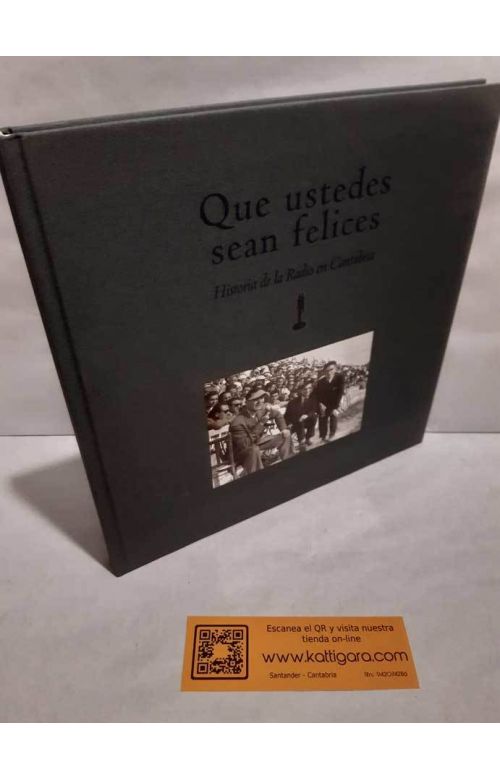 Que ustedes
sean felices
Historia de la Radio en Cantabria
Escanea el QR y visita nuestra
tienda on-line
www.kattigara.com
Santander - Cantabria